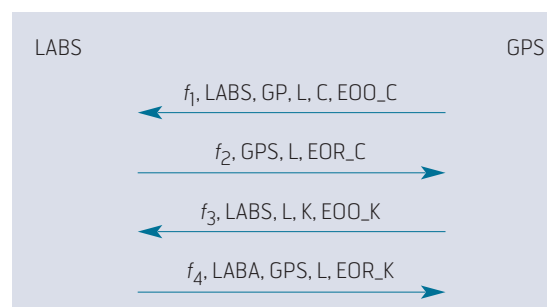 LABS GPS
f1, LABS, GP, L, C, EOO_C
f2, GPS, L, EOR_C
f3, LABS, L, K, EOO_K
f4, LABA, GPS, L, EOR_K